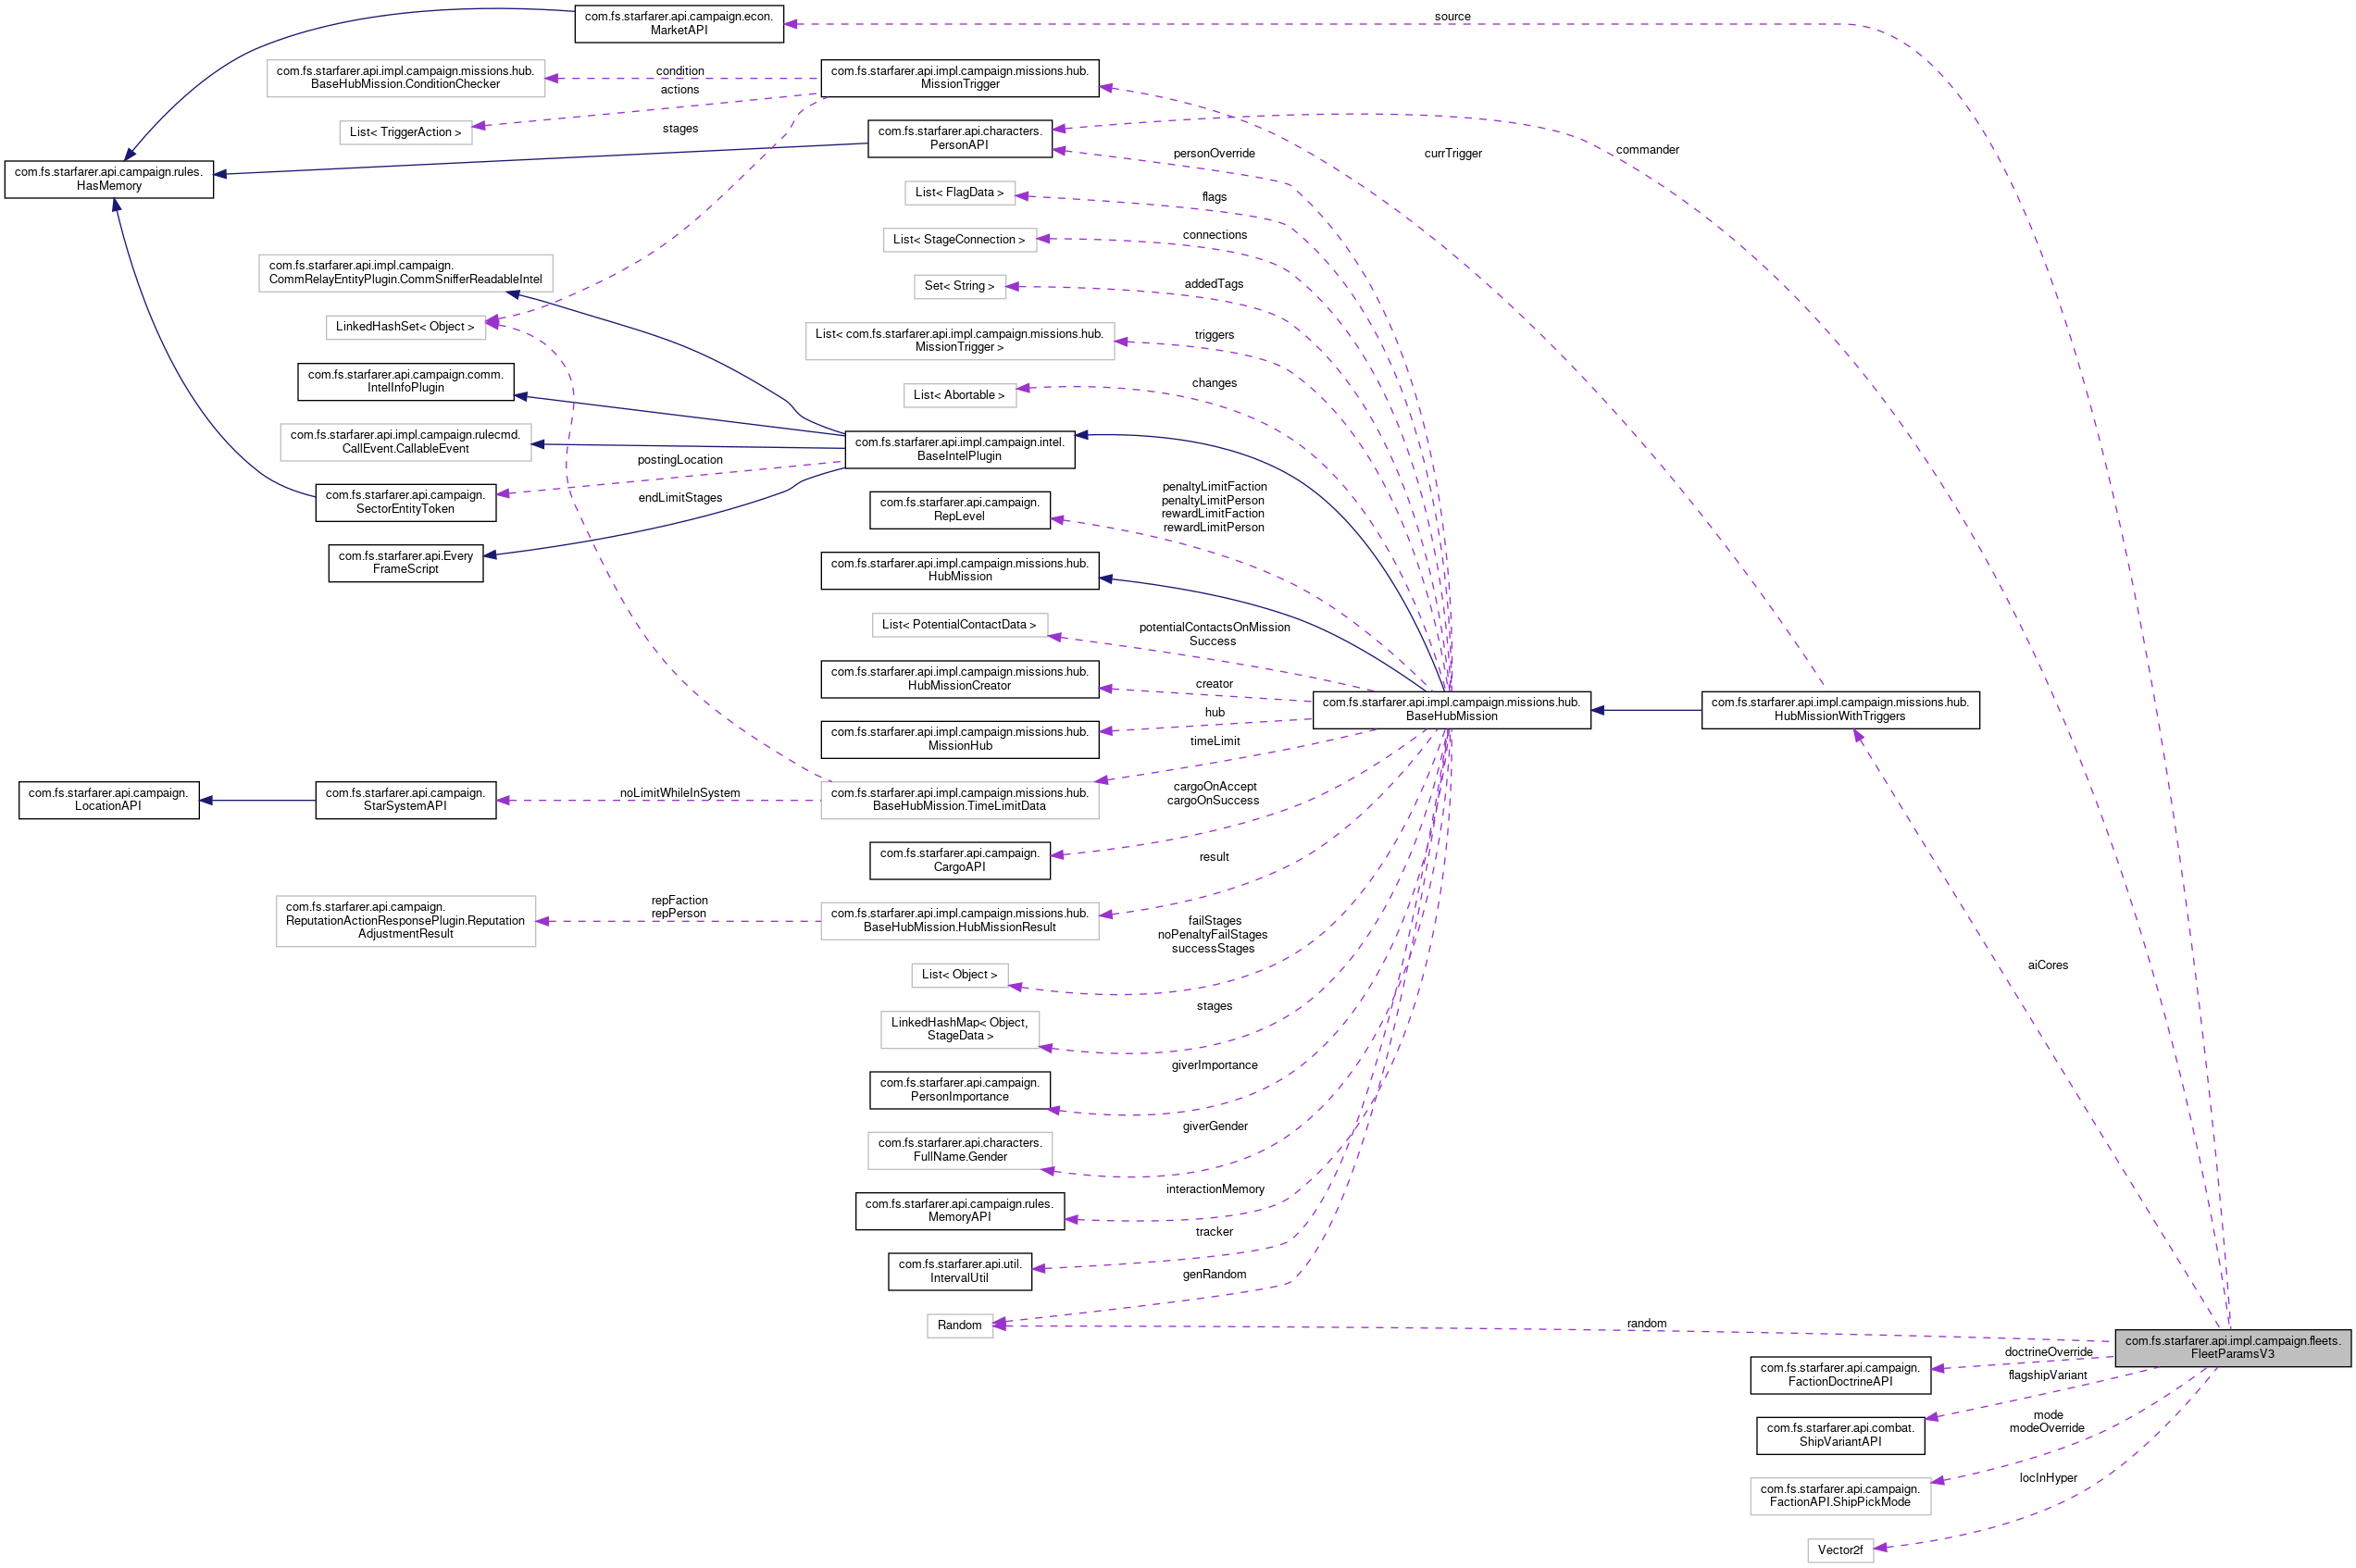 com.fs.starfarer.api.campaign.econ.
MarketAPI
source
com.fs.starfarer.api.impl.campaign.missions.hub.
BaseHubMission.ConditionChecker
condition
com.fs.starfarer.api.impl.campaign.missions.hub.
MissionTrigger
actions
List< TriggerAction >
stages
com.fs.starfarer.api.characters.
PersonAPI
personOverride
currTrigger
commander
com.fs.starfarer.api.campaign.rules.
HasMemory
List< FlagData >
flags
List< StageConnection >
connections
com.fs.starfarer.api.impl.campaign.
CommRelayEntityPlugin.CommSnifferReadableIntel
Set< String >
addedTags
LinkedHashSet< Object >
List< com.fs.starfarer.api.impl.campaign.missions.hub.
MissionTrigger >
triggers
com.fs.starfarer.api.campaign.comm.
IntelInfoPlugin
List< Abortable >
changes
com.fs.starfarer.api.impl.campaign.rulecmd.
CallEvent.CallableEvent
com.fs.starfarer.api.impl.campaign.intel.
BaseIntelPlugin
postingLocation
com.fs.starfarer.api.campaign.
SectorEntityToken
endLimitStages
com.fs.starfarer.api.campaign.
RepLevel
penaltyLimitFaction
penaltyLimitPerson
rewardLimitFaction
rewardLimitPerson
com.fs.starfarer.api.Every
FrameScript
com.fs.starfarer.api.impl.campaign.missions.hub.
HubMission
List< PotentialContactData >
potentialContactsOnMission
Success
com.fs.starfarer.api.impl.campaign.missions.hub.
HubMissionCreator
creator
com.fs.starfarer.api.impl.campaign.missions.hub.
BaseHubMission
com.fs.starfarer.api.impl.campaign.missions.hub.
HubMissionWithTriggers
hub
com.fs.starfarer.api.impl.campaign.missions.hub.
MissionHub
timeLimit
com.fs.starfarer.api.campaign.
LocationAPI
com.fs.starfarer.api.campaign.
StarSystemAPI
noLimitWhileInSystem
com.fs.starfarer.api.impl.campaign.missions.hub.
BaseHubMission.TimeLimitData
cargoOnAccept
cargoOnSuccess
com.fs.starfarer.api.campaign.
CargoAPI
result
com.fs.starfarer.api.campaign.
ReputationActionResponsePlugin.Reputation
AdjustmentResult
repFaction
repPerson
com.fs.starfarer.api.impl.campaign.missions.hub.
BaseHubMission.HubMissionResult
failStages
noPenaltyFailStages
successStages
List< Object >
aiCores
LinkedHashMap< Object,
StageData >
stages
com.fs.starfarer.api.campaign.
PersonImportance
giverImportance
com.fs.starfarer.api.characters.
FullName.Gender
giverGender
com.fs.starfarer.api.campaign.rules.
MemoryAPI
interactionMemory
com.fs.starfarer.api.util.
IntervalUtil
tracker
genRandom
Random
random
com.fs.starfarer.api.impl.campaign.fleets.
FleetParamsV3
com.fs.starfarer.api.campaign.
FactionDoctrineAPI
doctrineOverride
flagshipVariant
com.fs.starfarer.api.combat.
ShipVariantAPI
mode
modeOverride
com.fs.starfarer.api.campaign.
FactionAPI.ShipPickMode
locInHyper
Vector2f